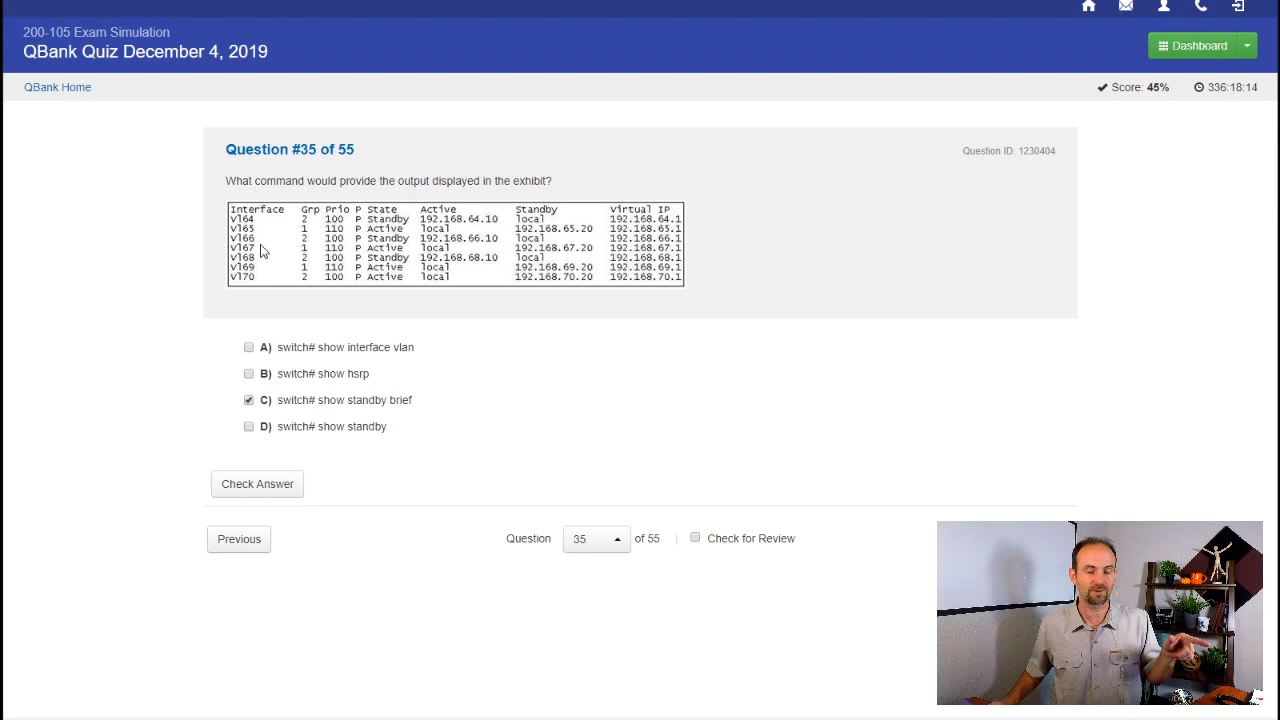 200-105 Exam Simulation
QBank Quiz December 4, 2019
Dashboard
QBank Home
Score: 45%
336:18:14
Question #35 of 55
Question ID: 1230404
What command would provide the output displayed in the exhibit?
Interface Grp Prio P State Active Standby Virtual IP
Vl64 2 100 P Standby 192.168.64.10 local 192.168.64.1
Vl65 1 110 P Active local 192.168.65.20 192.168.65.1
Vl66 2 100 P Standby 192.168.66.10 local 192.168.66.1
Vl67 1 110 P Active local 192.168.67.20 192.168.67.1
Vl68 2 100 P Standby 192.168.68.10 local 192.168.68.1
Vl69 1 110 P Active local 192.168.69.20 192.168.69.1
Vl70 2 100 P Active local 192.168.70.20 192.168.70.1
A) switch# show interface vlan
B) switch# show hsrp
C) switch# show standby brief
D) switch# show standby
Check Answer
Previous
Question 35 of 55 | Check for Review